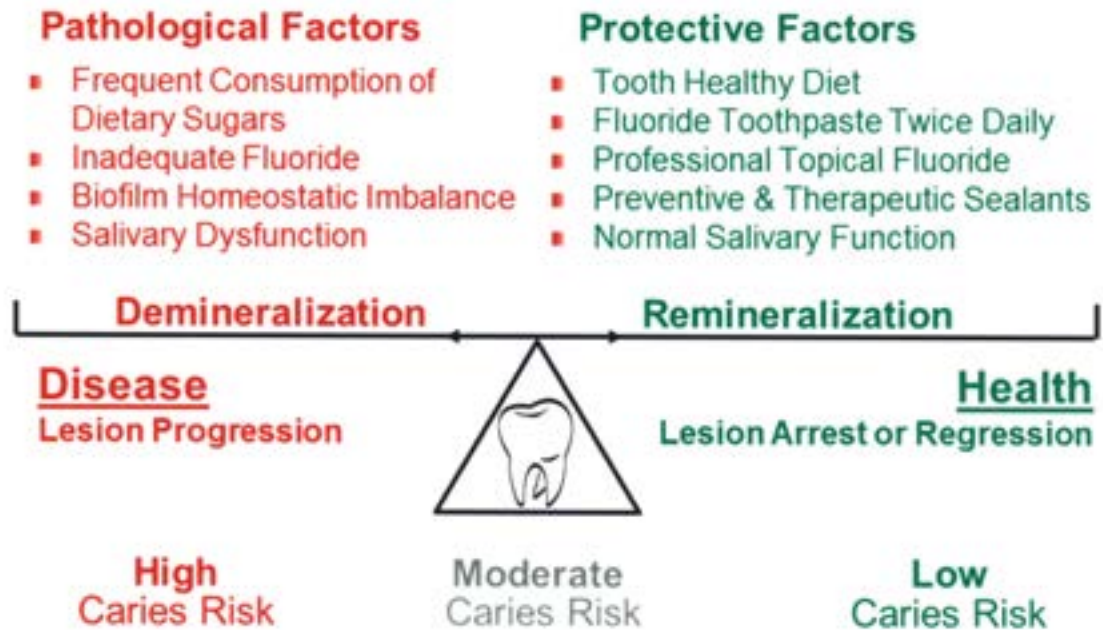 Pathological Factors
Frequent Consumption of
Dietary Sugars
Inadequate Fluoride
Biofilm Homeostatic Imbalance
Salivary Dysfunction
Protective Factors
Tooth Healthy Diet
Fluoride Toothpaste Twice Daily
Professional Topical Fluoride
Preventive & Therapeutic Sealants
Normal Salivary Function
Demineralization
Remineralization
Disease
Lesion Progression
Health
Lesion Arrest or Regression
High
Caries Risk
Moderate
Caries Risk
Low
Caries Risk